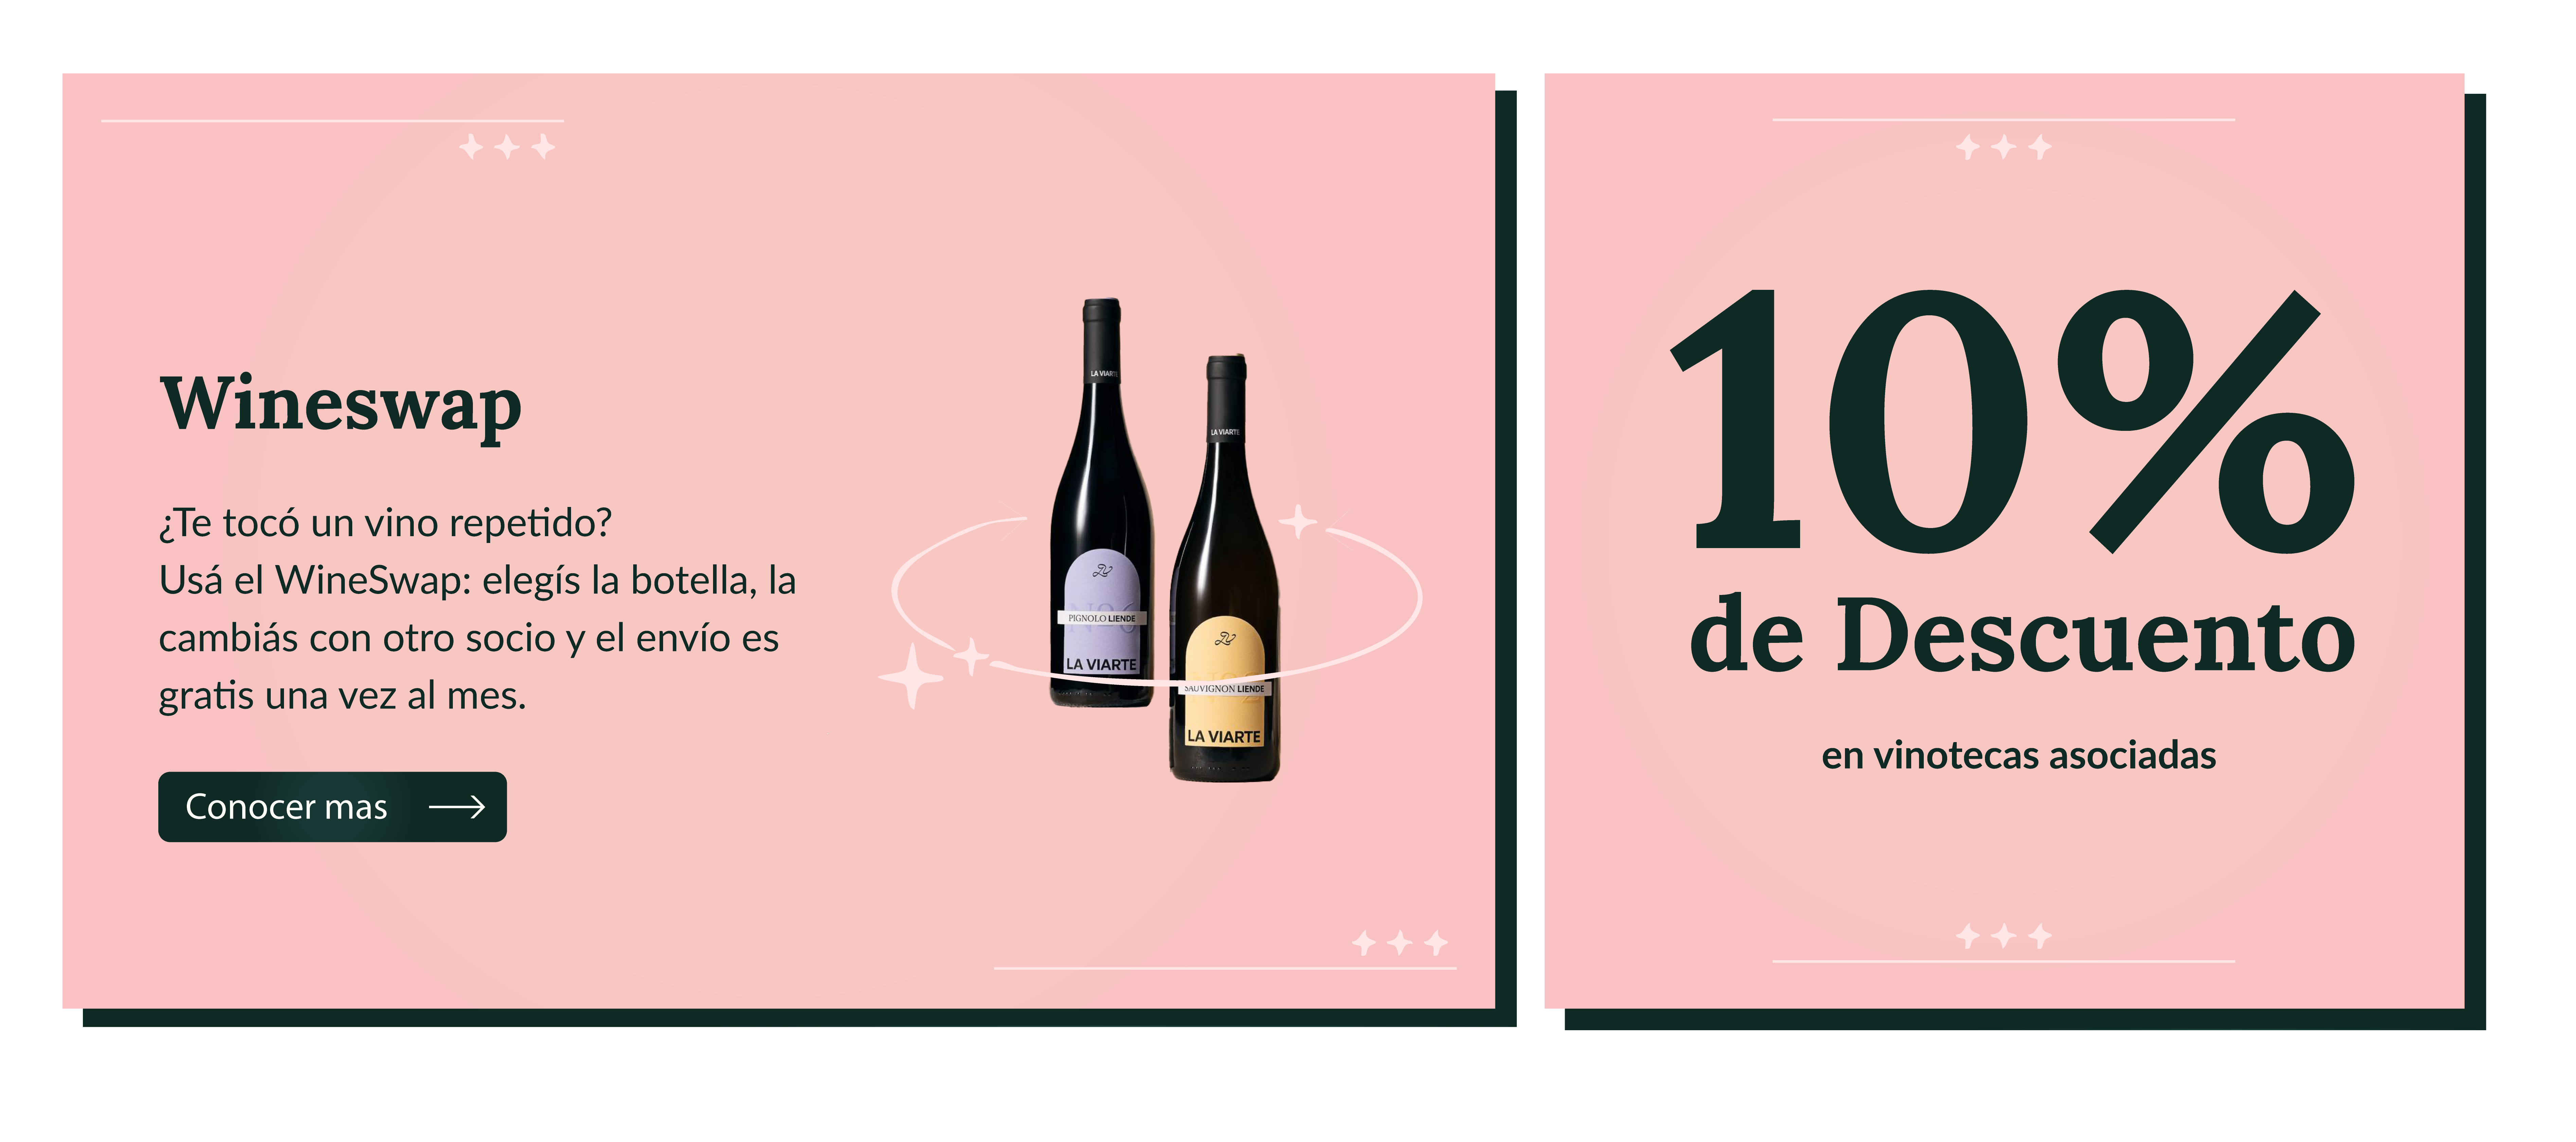 Wineswap
¿Te tocó un vino repetido?
Usá el WineSwap: elegís la botella, la
cambiás con otro socio y el envío es
gratis una vez al mes.
Conocer mas
LA VIARTE
PIGNOLO LIENDE
LA VIARTE
LA VIARTE
SAUVIGNON LIENDE
LA VIARTE
10%
de Descuento
en vinotecas asociadas